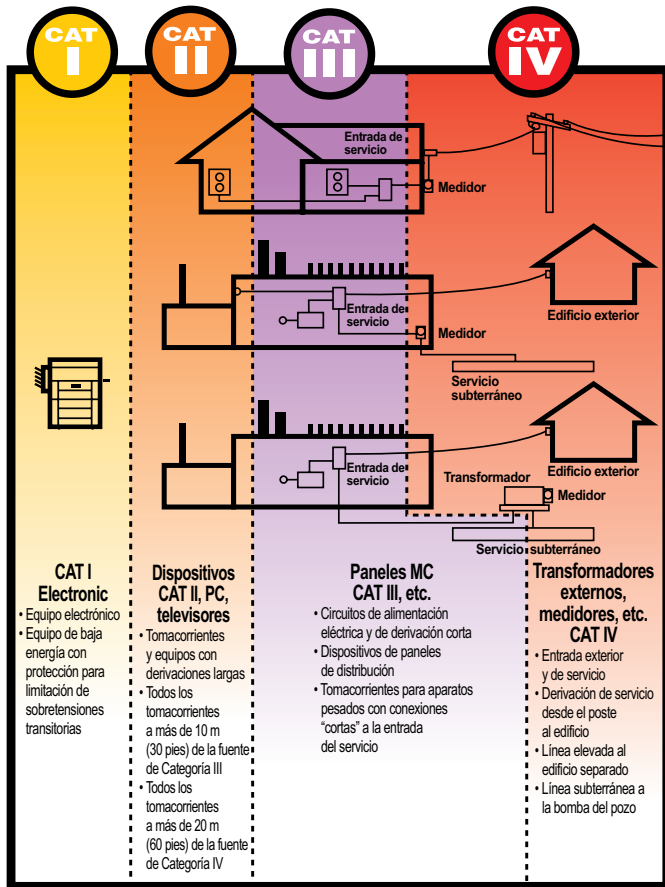 CAT
I
CAT
II
CAT
III
CAT
IV
Entrada de
servicio
Medidor
Entrada de
servicio
Medidor
Edificio exterior
Servicio
subterráneo
Entrada de
servicio
Edificio exterior
Transformador
Medidor
Servicio subterráneo
CAT I
Electronic
• Equipo electrónico
• Equipo de baja
energía con
protección para
limitación de
sobretensiones
transitorias
Dispositivos
CAT II, PC,
televisores
• Tomacorrientes
y equipos con
derivaciones largas
• Todos los
tomacorrientes
a más de 10 m
(30 pies) de la fuente
de Categoría III
• Todos los
tomacorrientes
a más de 20 m
(60 pies) de la fuente
de Categoría IV
Paneles MC
CAT III, etc.
• Circuitos de alimentación
eléctrica y de derivación corta
• Dispositivos de paneles
de distribución
• Tomacorrientes para aparatos
pesados con conexiones
“cortas” a la entrada
del servicio
Transformadores
externos,
medidores, etc.
CAT IV
• Entrada exterior
y de servicio
• Derivación de servicio
desde el poste
al edificio
• Línea elevada al
edificio separado
• Línea subterránea a
la bomba del pozo